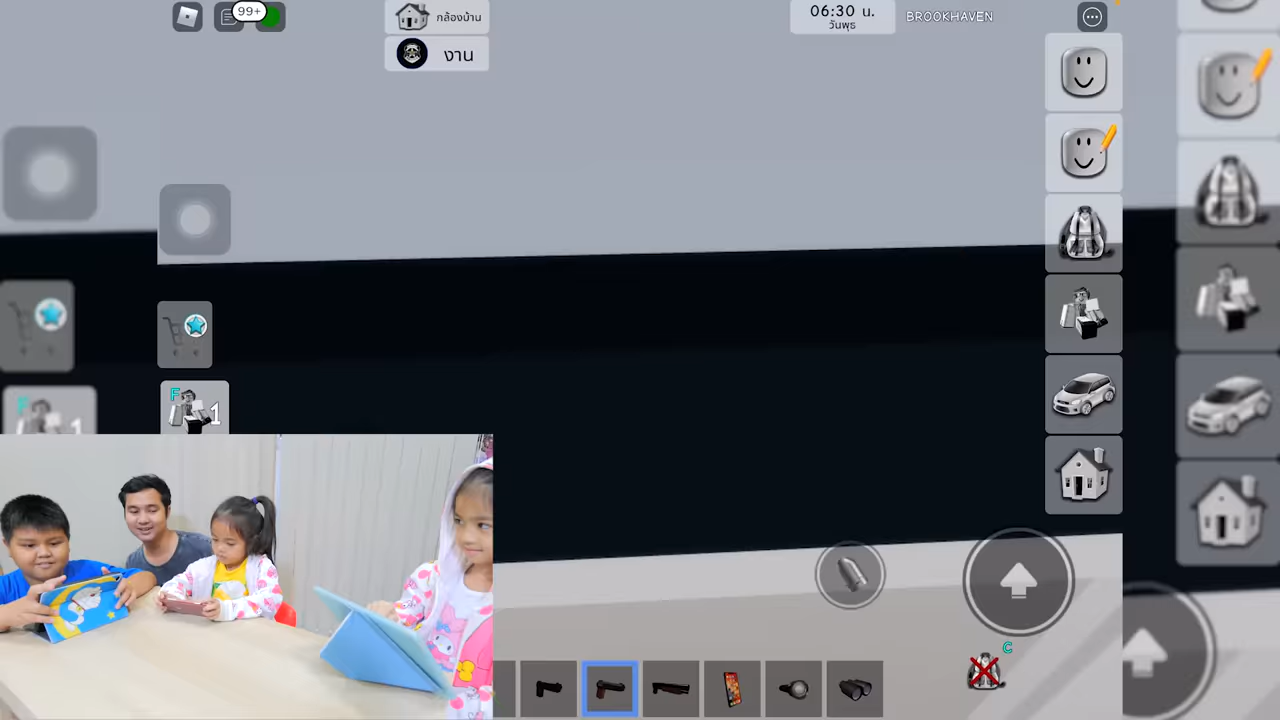 99+
กล้องบ้าน
งาน
06:30 น.
วันพุธ
BROOKHAVEN
F
1
C